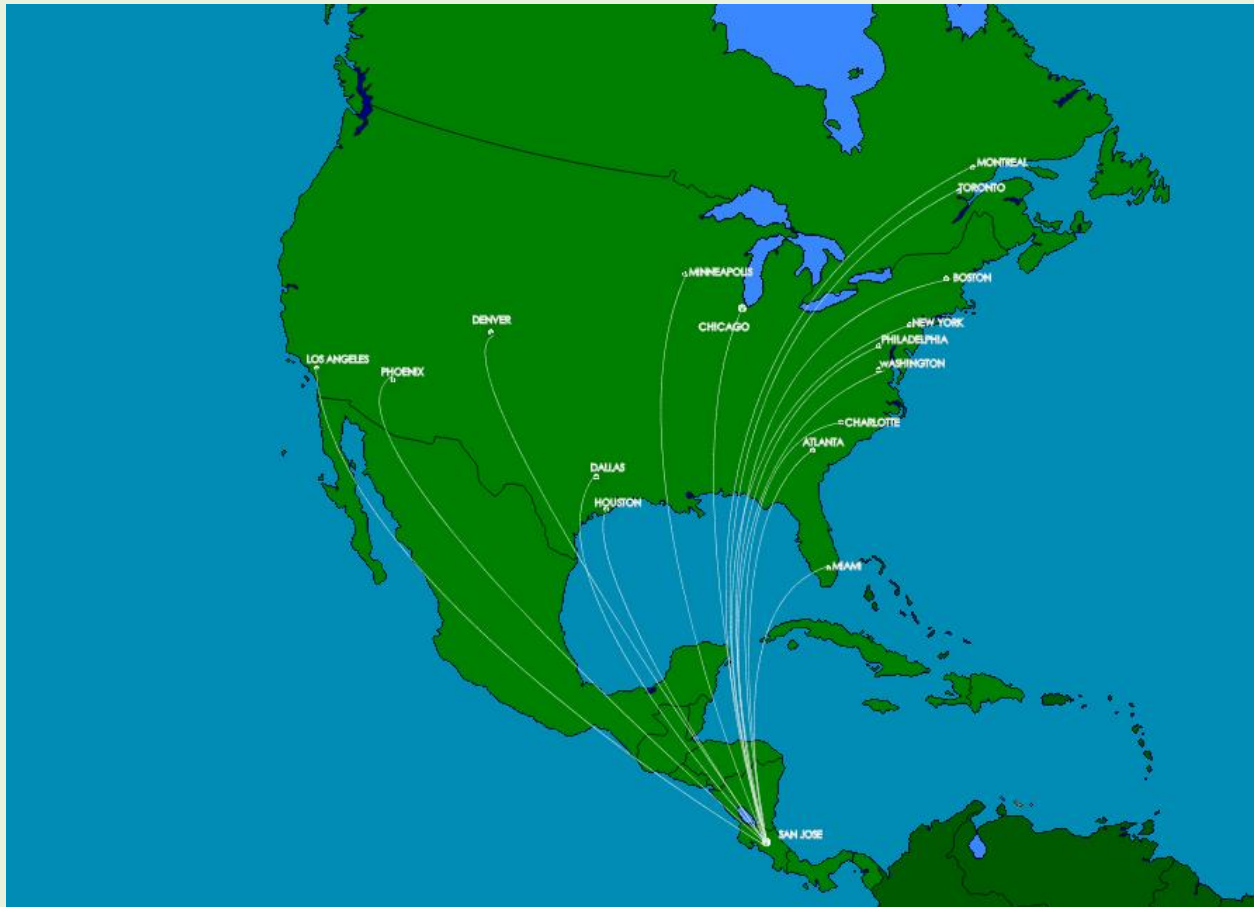 MONTREAL
TORONTO
MINNEAPOLIS
BOSTON
DENVER
CHICAGO
NEW YORK
PHILADELPHIA
LOS ANGELES
PHOENIX
WASHINGTON
CHARLOTTE
ATLANTA
DALLAS
HOUSTON
MIAMI
SAN JOSE